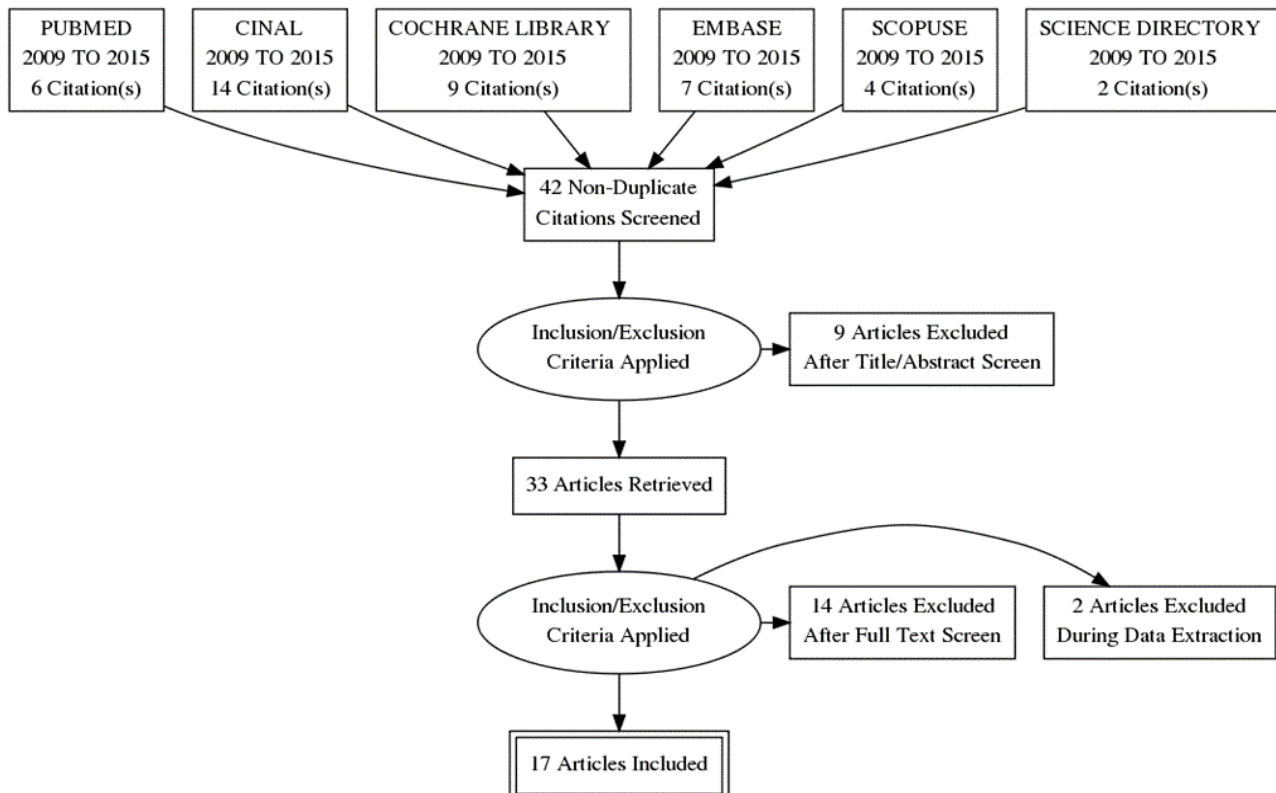 PUBMED
2009 TO 2015
6 Citation(s)
CINAL
2009 TO 2015
14 Citation(s)
COCHRANE LIBRARY
2009 TO 2015
9 Citation(s)
EMBASE
2009 TO 2015
7 Citation(s)
SCOPUSE
2009 TO 2015
4 Citation(s)
SCIENCE DIRECTORY
2009 TO 2015
2 Citation(s)
42 Non-Duplicate
Citations Screened
Inclusion/Exclusion
Criteria Applied
9 Articles Excluded
After Title/Abstract Screen
33 Articles Retrieved
Inclusion/Exclusion
Criteria Applied
14 Articles Excluded
After Full Text Screen
2 Articles Excluded
During Data Extraction
17 Articles Included